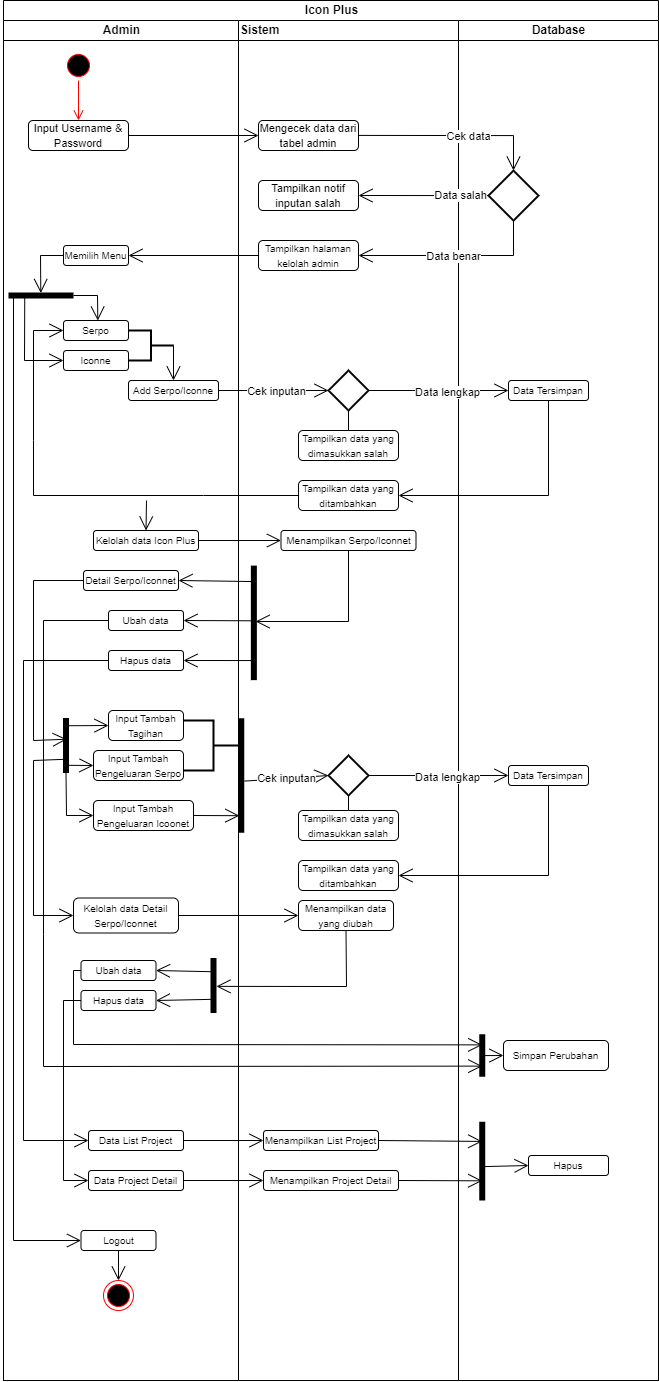 Icon Plus
Admin
Sistem
Database
Input Username &
Password
Mengecek data dari
tabel admin
Cek data
Tampilkan notif
inputan salah
Data salah
Memilih Menu
Tampilkan halaman
kelolah admin
Data benar
Serpo
Iconne
Add Serpo/Iconne
Cek inputan
Data lengkap
Data Tersimpan
Tampilkan data yang
dimasukkan salah
Tampilkan data yang
ditambahkan
Kelolah data Icon Plus
Menampilkan Serpo/Iconnet
Detail Serpo/Iconnet
Ubah data
Hapus data
Input Tambah
Tagihan
Input Tambah
Pengeluaran Serpo
Cek inputan
Data lengkap
Data Tersimpan
Input Tambah
Pengeluaran Icoonet
Tampilkan data yang
dimasukkan salah
Tampilkan data yang
ditambahkan
Kelolah data Detail
Serpo/Iconnet
Menampilkan data
yang diubah
Ubah data
Hapus data
Simpan Perubahan
Data List Project
Menampilkan List Project
Hapus
Data Project Detail
Menampilkan Project Detail
Logout